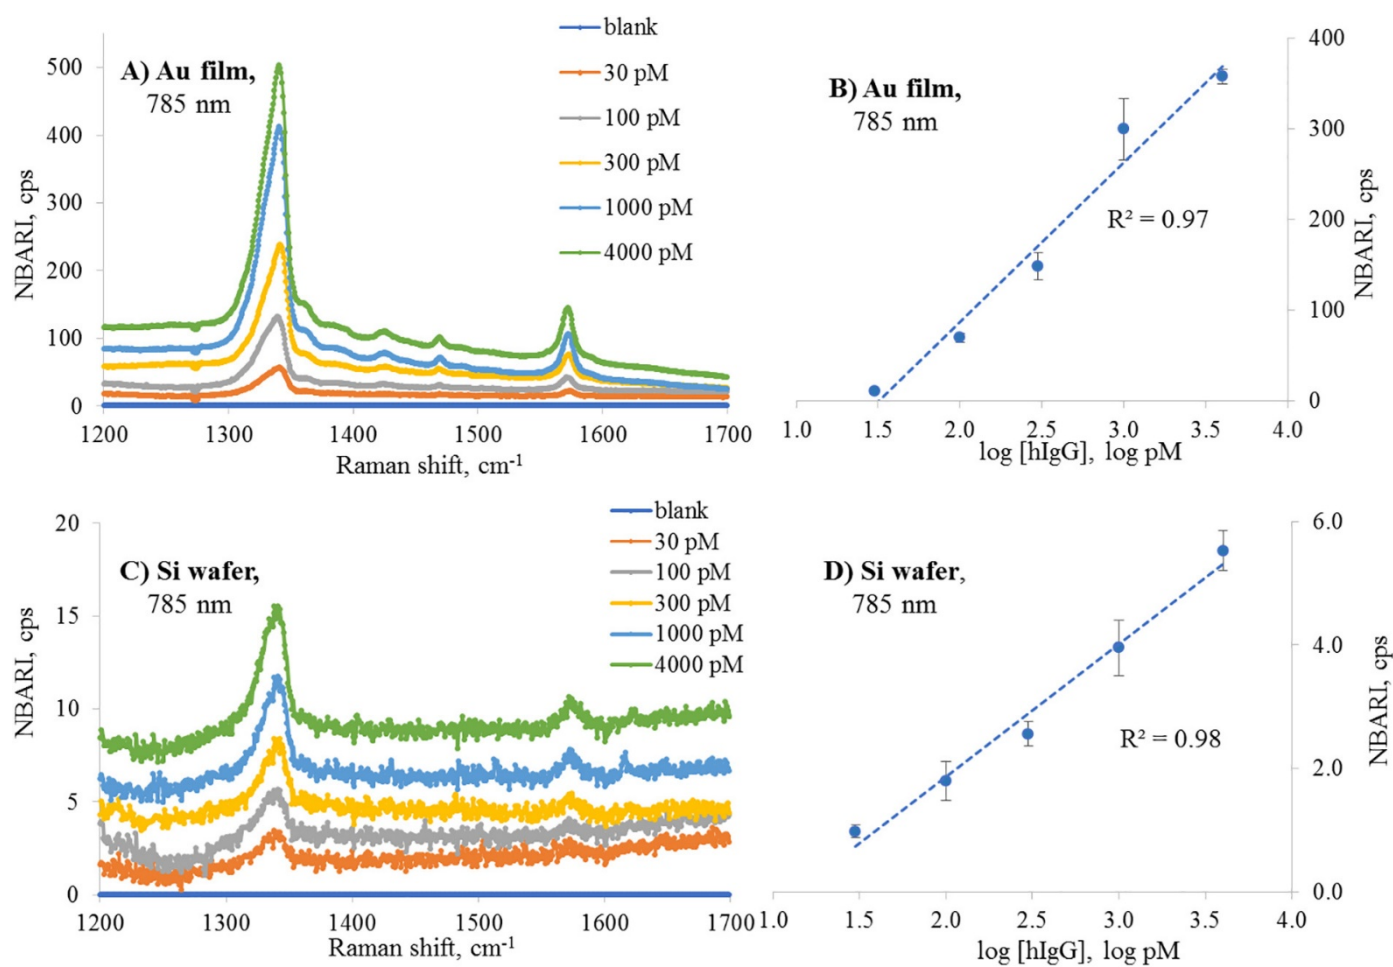 A) Au film,
785 nm
NBARI, cps
500
400
300
200
100
0
1200
1300
1400
1500
1600
1700
Raman shift, cm⁻¹
blank
30 pM
100 pM
300 pM
1000 pM
4000 pM
B) Au film,
785 nm
R² = 0.97
400
300
200
100
0
NBARI, cps
1.0
1.5
2.0
2.5
3.0
3.5
4.0
log [hIgG], log pM
C) Si wafer,
785 nm
NBARI, cps
20
15
10
5
0
1200
1300
1400
1500
1600
1700
Raman shift, cm⁻¹
blank
30 pM
100 pM
300 pM
1000 pM
4000 pM
D) Si wafer,
785 nm
R² = 0.98
6.0
4.0
2.0
0.0
NBARI, cps
1.0
1.5
2.0
2.5
3.0
3.5
4.0
log [hIgG], log pM